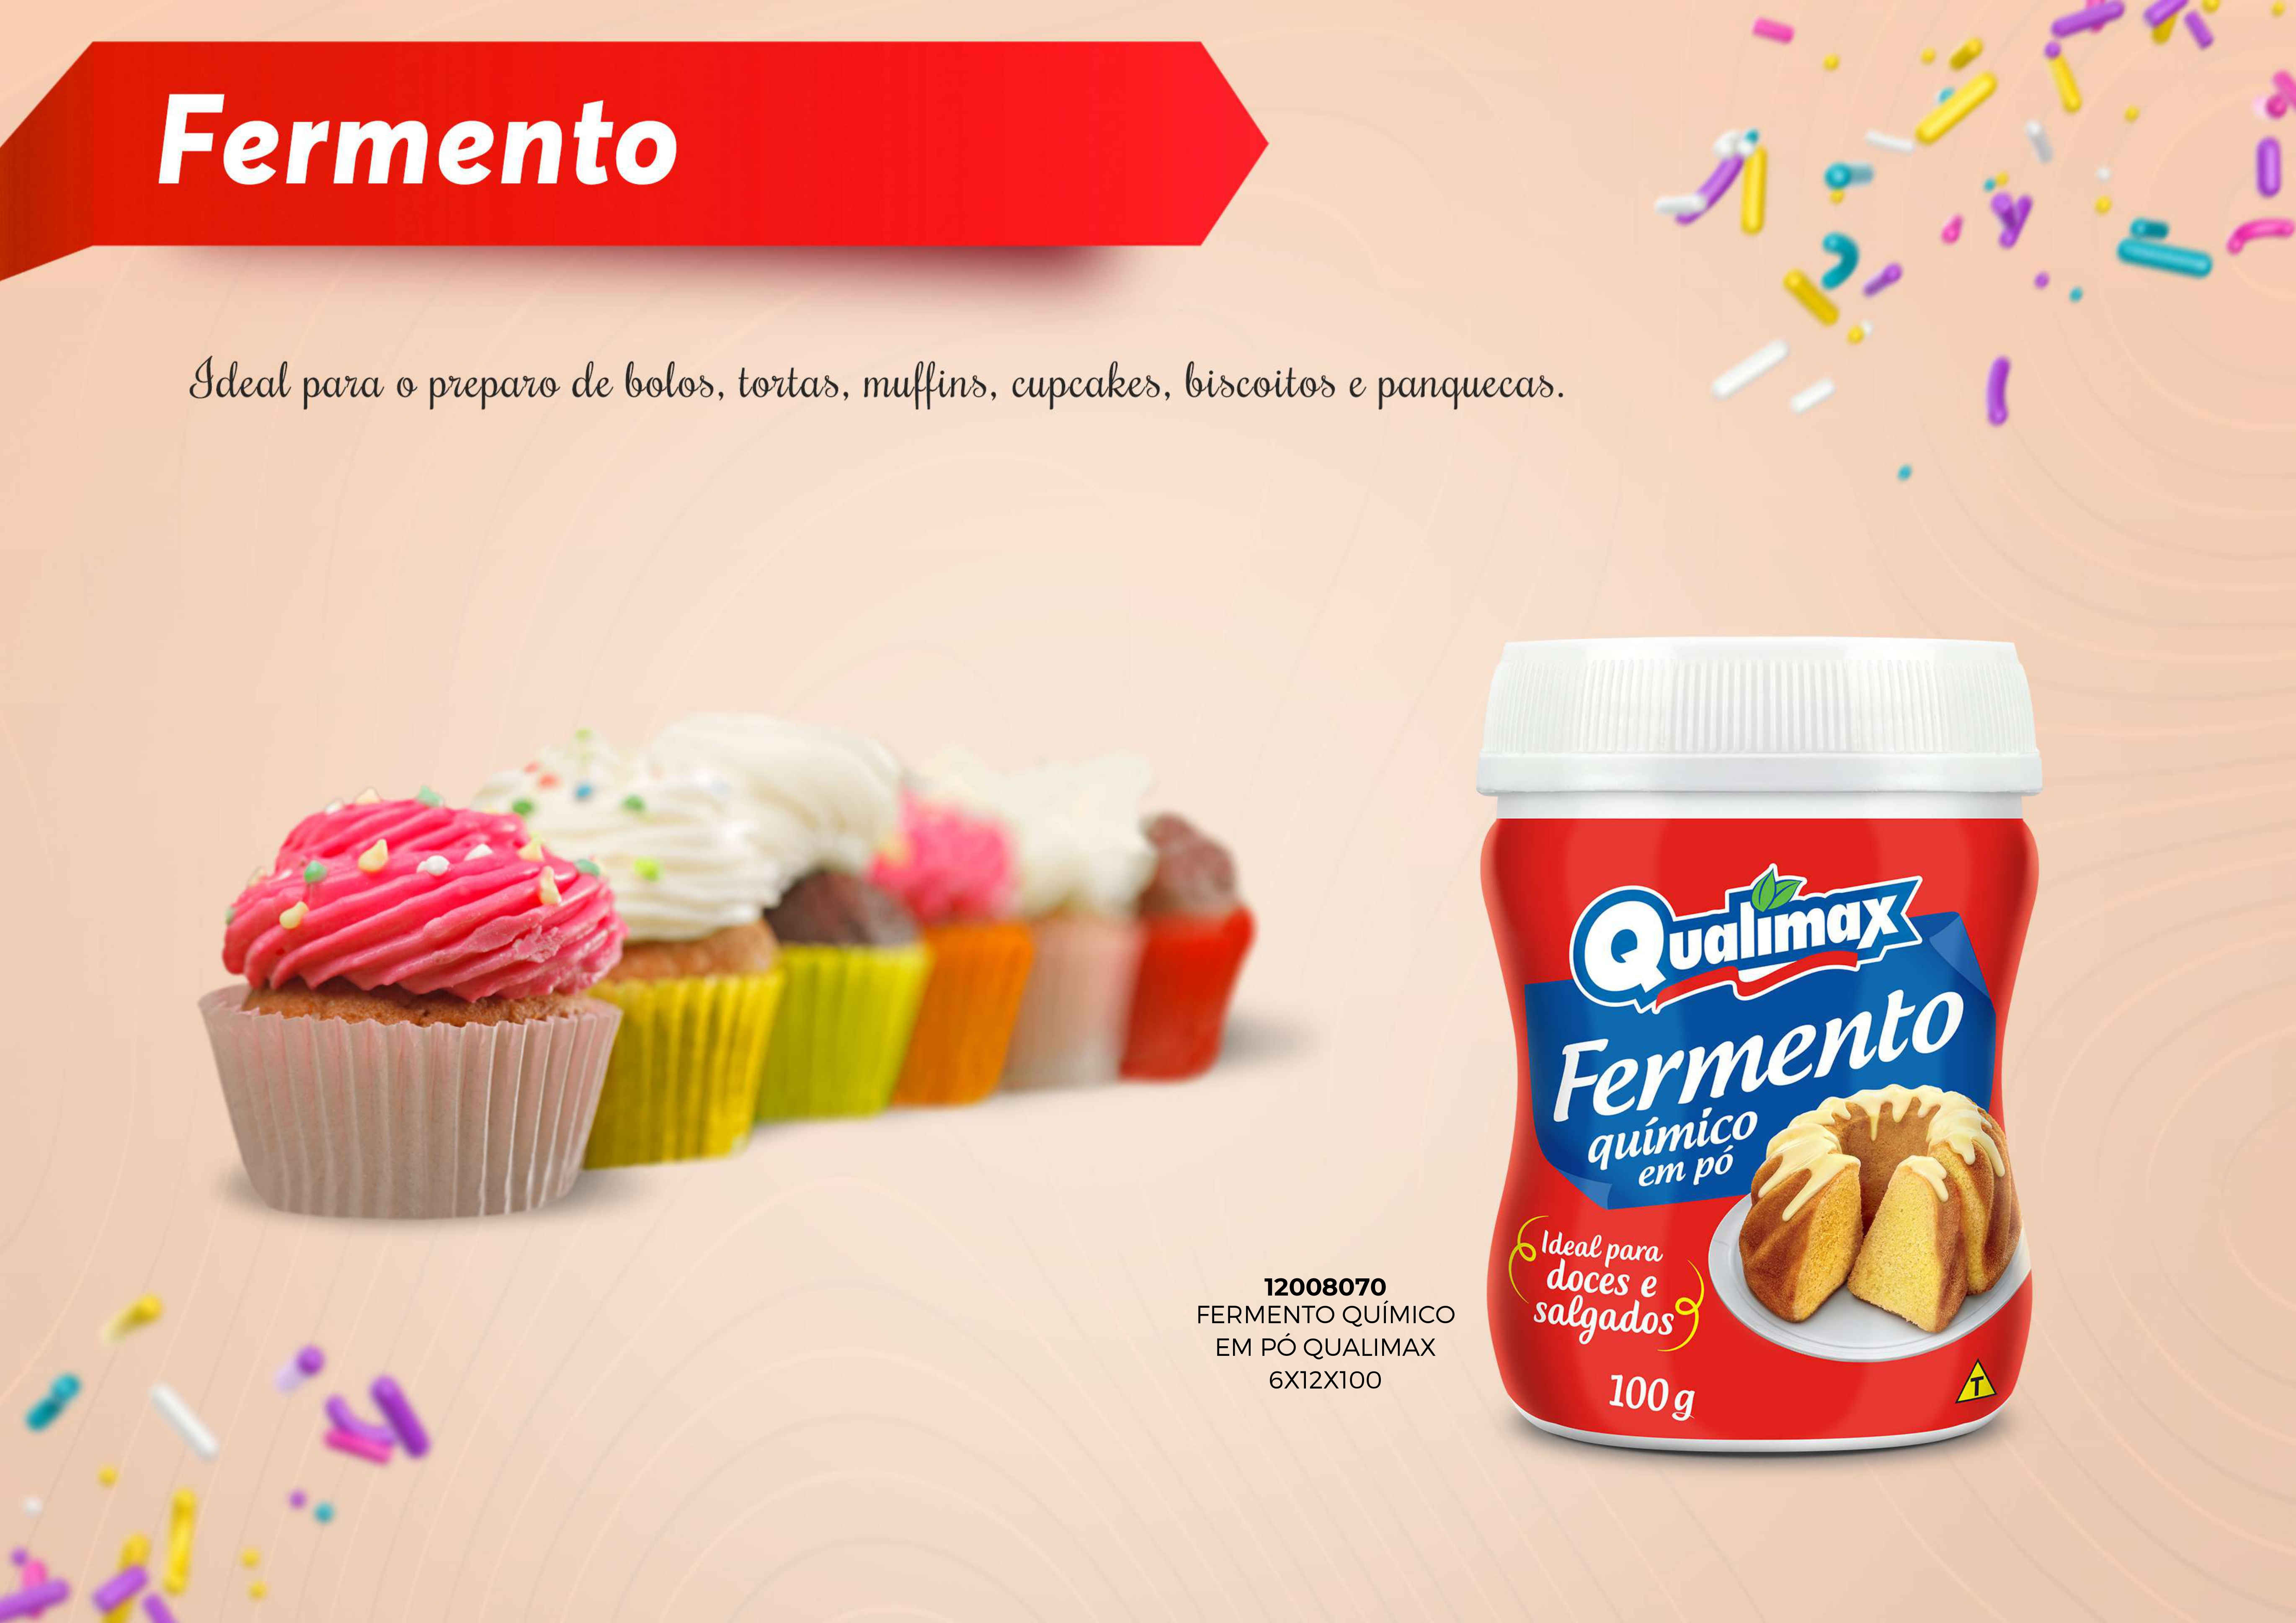 Fermento
Ideal para o preparo de bolos, tortas, muffins, cupcakes, biscoitos e panquecas.
Qualimax
Fermento
químico
em pó
Ideal para
doces e
salgados
100 g
T
12008070
FERMENTO QUÍMICO
EM PÓ QUALIMAX
6X12X100